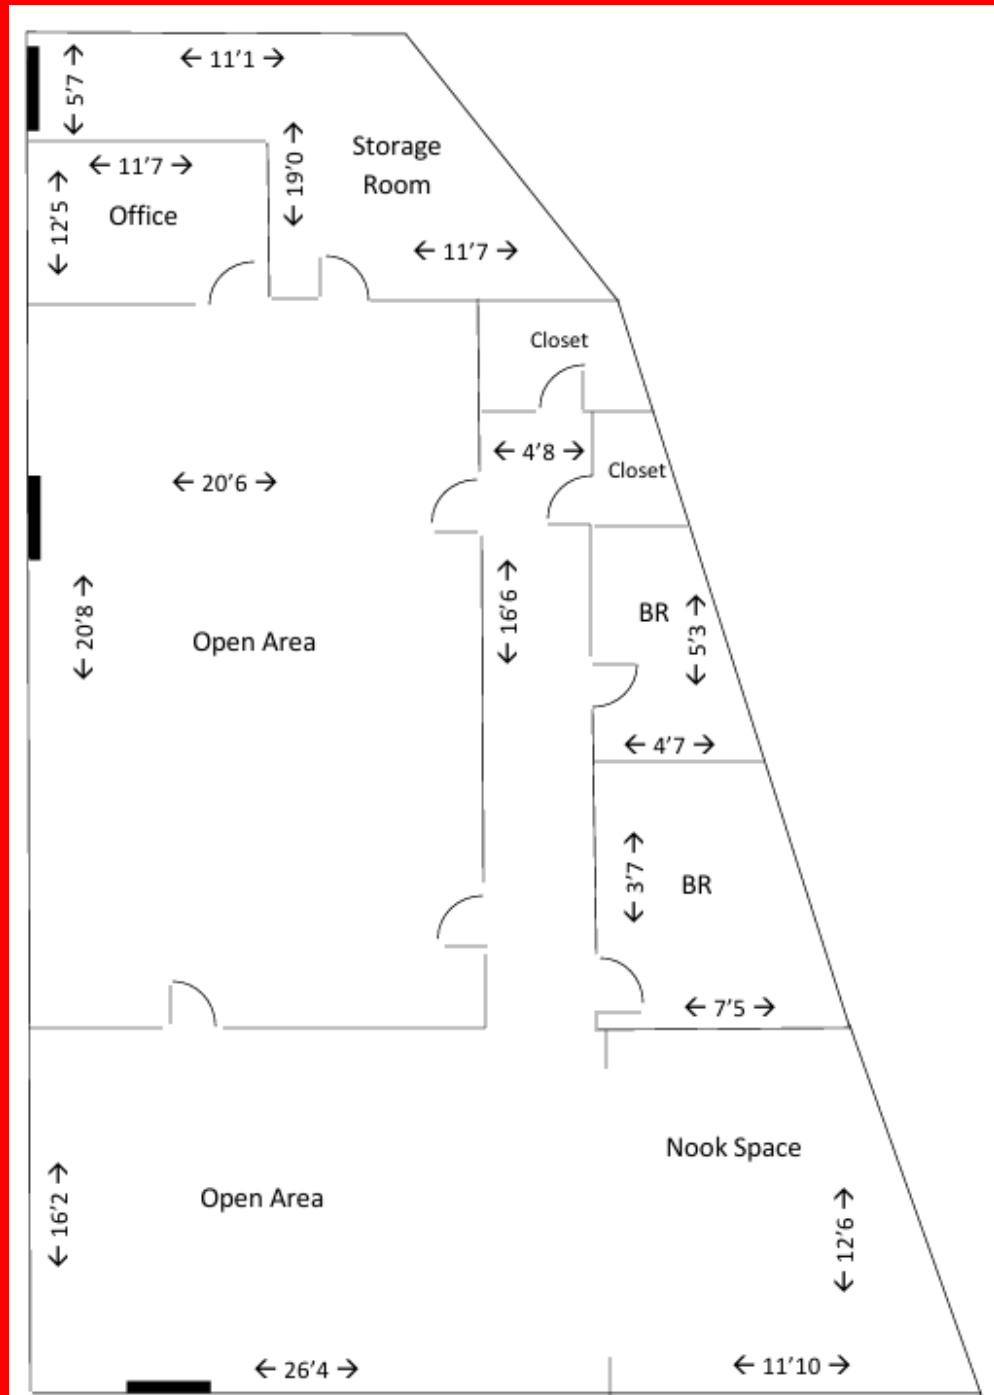 ← 11’1 →
← 5’7 →
Storage
Room
← 19’0 →
← 11’7 →
← 12’5 →
Office
← 11’7 →
Closet
← 4’8 →
Closet
← 20’6 →
← 16’6 →
← 20’8 →
Open Area
BR
← 5’3 →
← 4’7 →
← 3’7 →
BR
← 7’5 →
Nook Space
Open Area
← 16’2 →
← 12’6 →
← 26’4 →
← 11’10 →